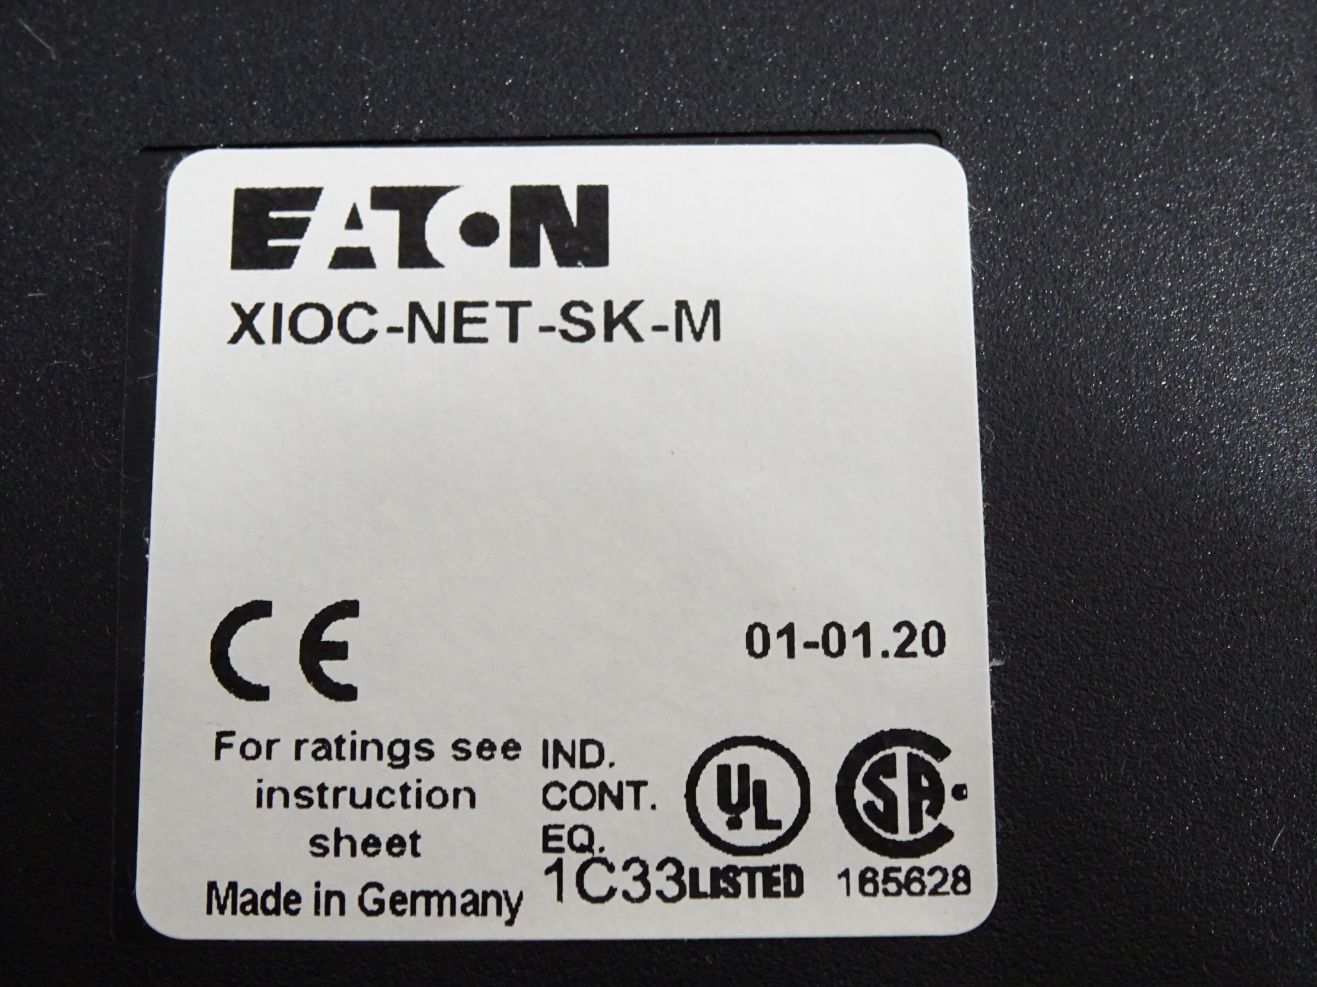 EATON
XIOC-NET-SK-M
CE
01-01.20
For ratings see
instruction
sheet
Made in Germany
IND.
CONT.
EQ.
1C33
UL
LISTED
SA
165628